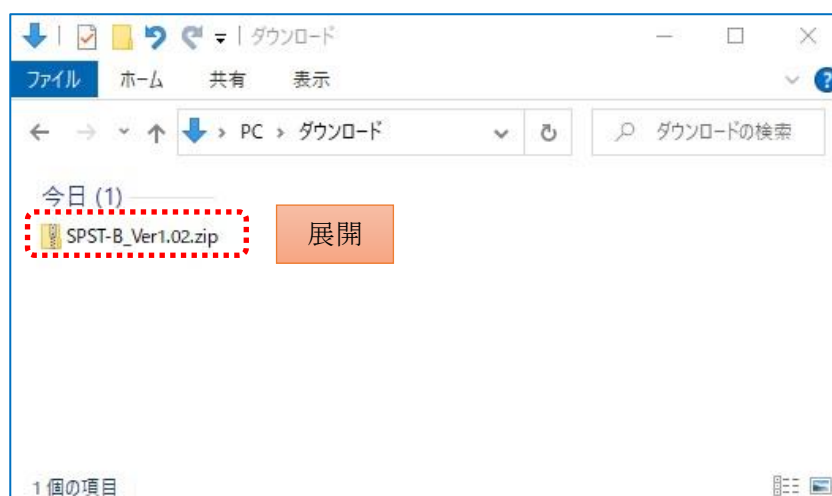 ダウンロード
ファイル ホーム 共有 表示
PC › ダウンロード ダウンロードの検索
今日 (1)
SPST-B_Ver1.02.zip
展開
1 個の項目